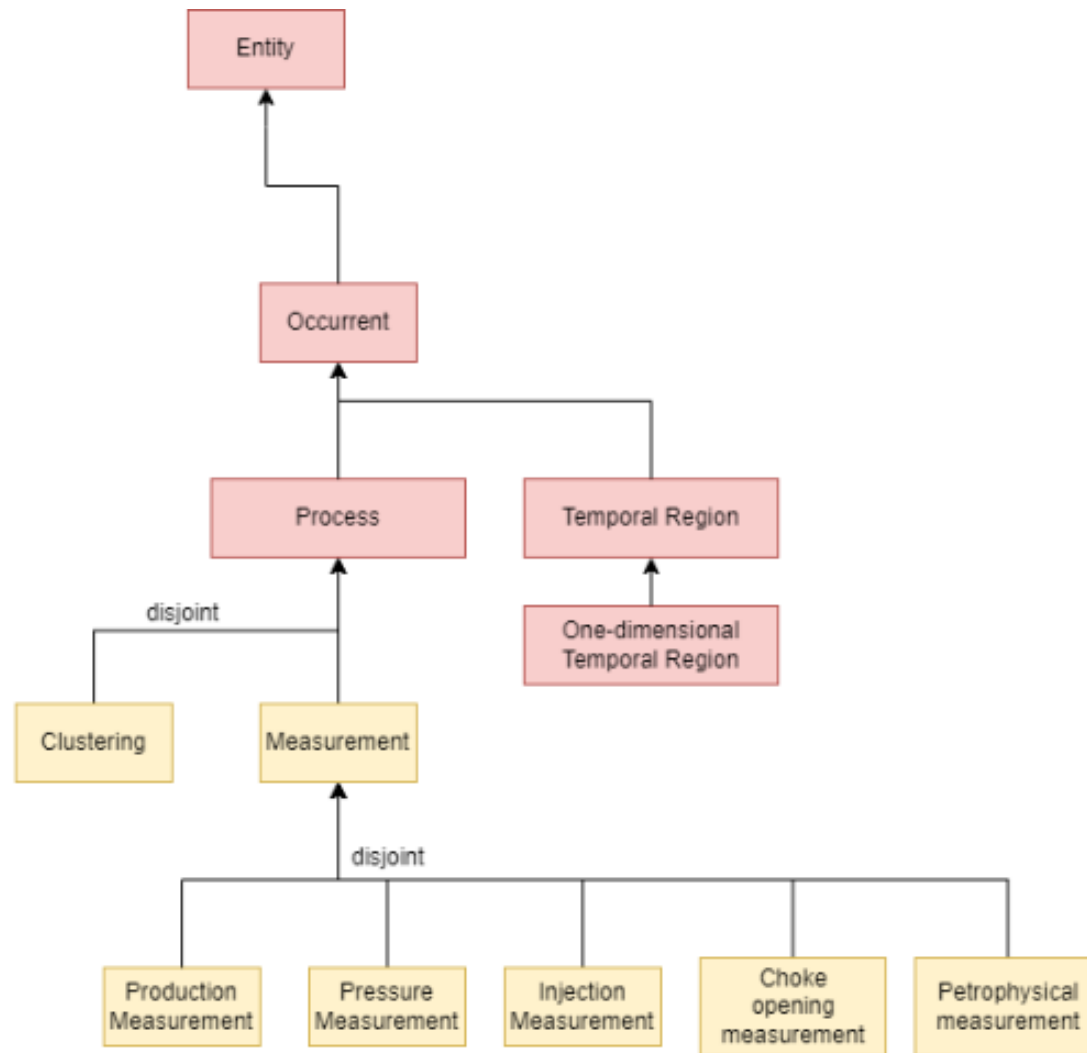 Entity
Occurrent
Process
Temporal Region
disjoint
One-dimensional
Temporal Region
Clustering
Measurement
disjoint
Production
Measurement
Pressure
Measurement
Injection
Measurement
Choke
opening
measurement
Petrophysical
measurement